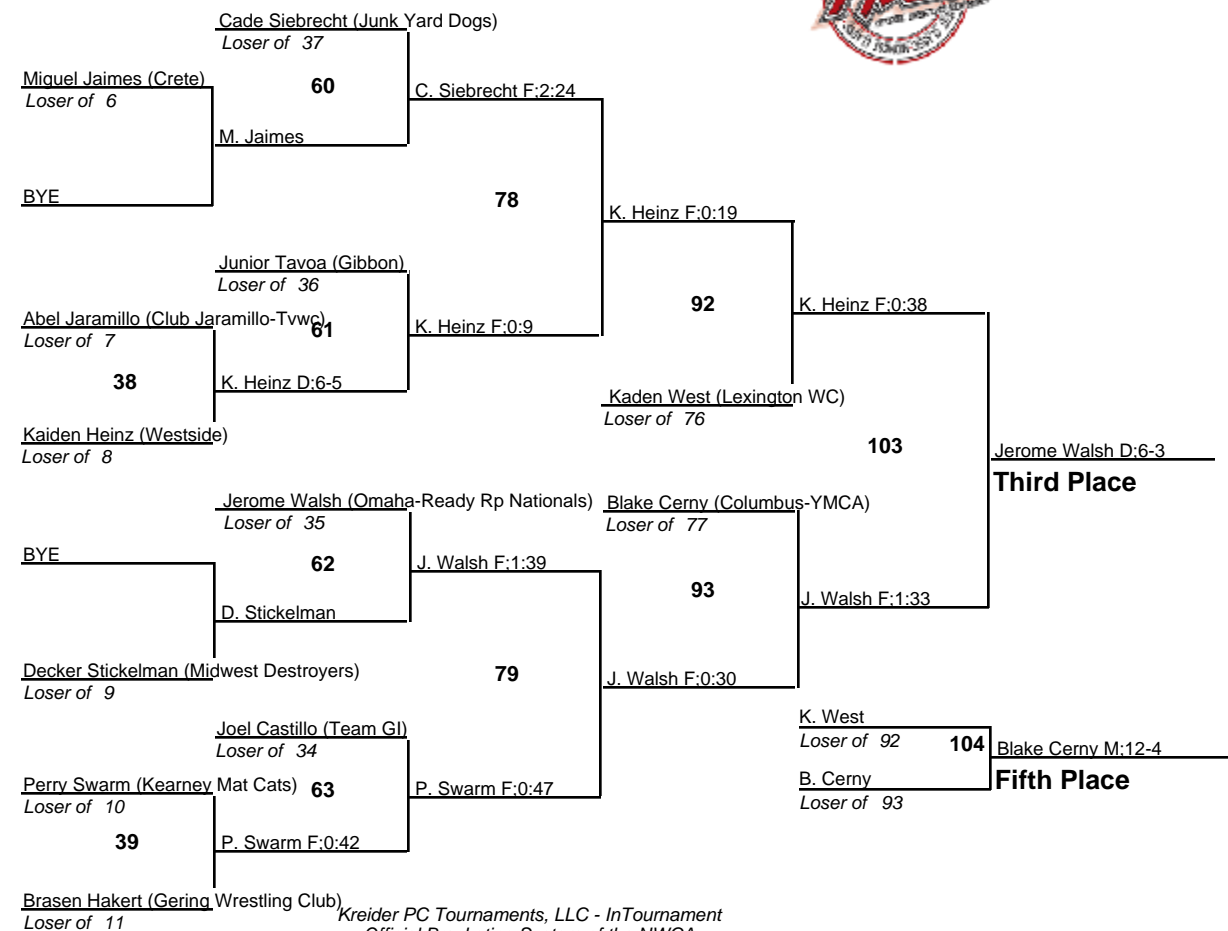 Cade Siebrecht (Junk Yard Dogs)
Loser of 37
Miguel Jaimes (Crete)
Loser of 6
60
C. Siebrecht F;2:24
M. Jaimes
BYE
78
K. Heinz F;0:19
Junior Tavoa (Gibbon)
Loser of 36
Abel Jaramillo (Club Jaramillo-Tvwc)
Loser of 7
61
K. Heinz F;0:9
92
K. Heinz F;0:38
38
K. Heinz D;6-5
Kaden West (Lexington WC)
Loser of 76
Kaiden Heinz (Westside)
Loser of 8
103
Jerome Walsh D;6-3
Third Place
Jerome Walsh (Omaha-Ready Rp Nationals)
Loser of 35
Blake Cerny (Columbus-YMCA)
Loser of 77
BYE
62
J. Walsh F;1:39
93
J. Walsh F;1:33
D. Stickelman
Decker Stickelman (Midwest Destroyers)
Loser of 9
79
J. Walsh F;0:30
Joel Castillo (Team GI)
Loser of 34
K. West
Loser of 92
104
Blake Cerny M;12-4
Fifth Place
B. Cerny
Loser of 93
Perry Swarm (Kearney Mat Cats)
Loser of 10
63
P. Swarm F;0:47
39
P. Swarm F;0:42
Brasen Hakert (Gering Wrestling Club)
Loser of 11
Kreider PC Tournaments, LLC - InTournament